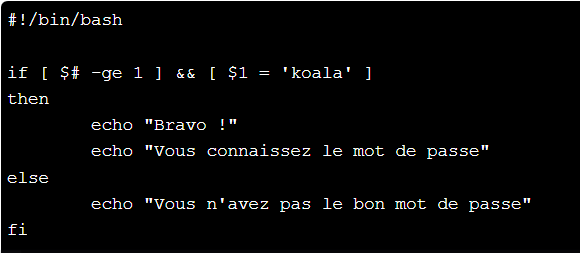 #!/bin/bash
if [ $# -ge 1 ] && [ $1 = 'koala' ]
then
echo "Bravo !"
echo "Vous connaissez le mot de passe"
else
echo "Vous n'avez pas le bon mot de passe"
fi